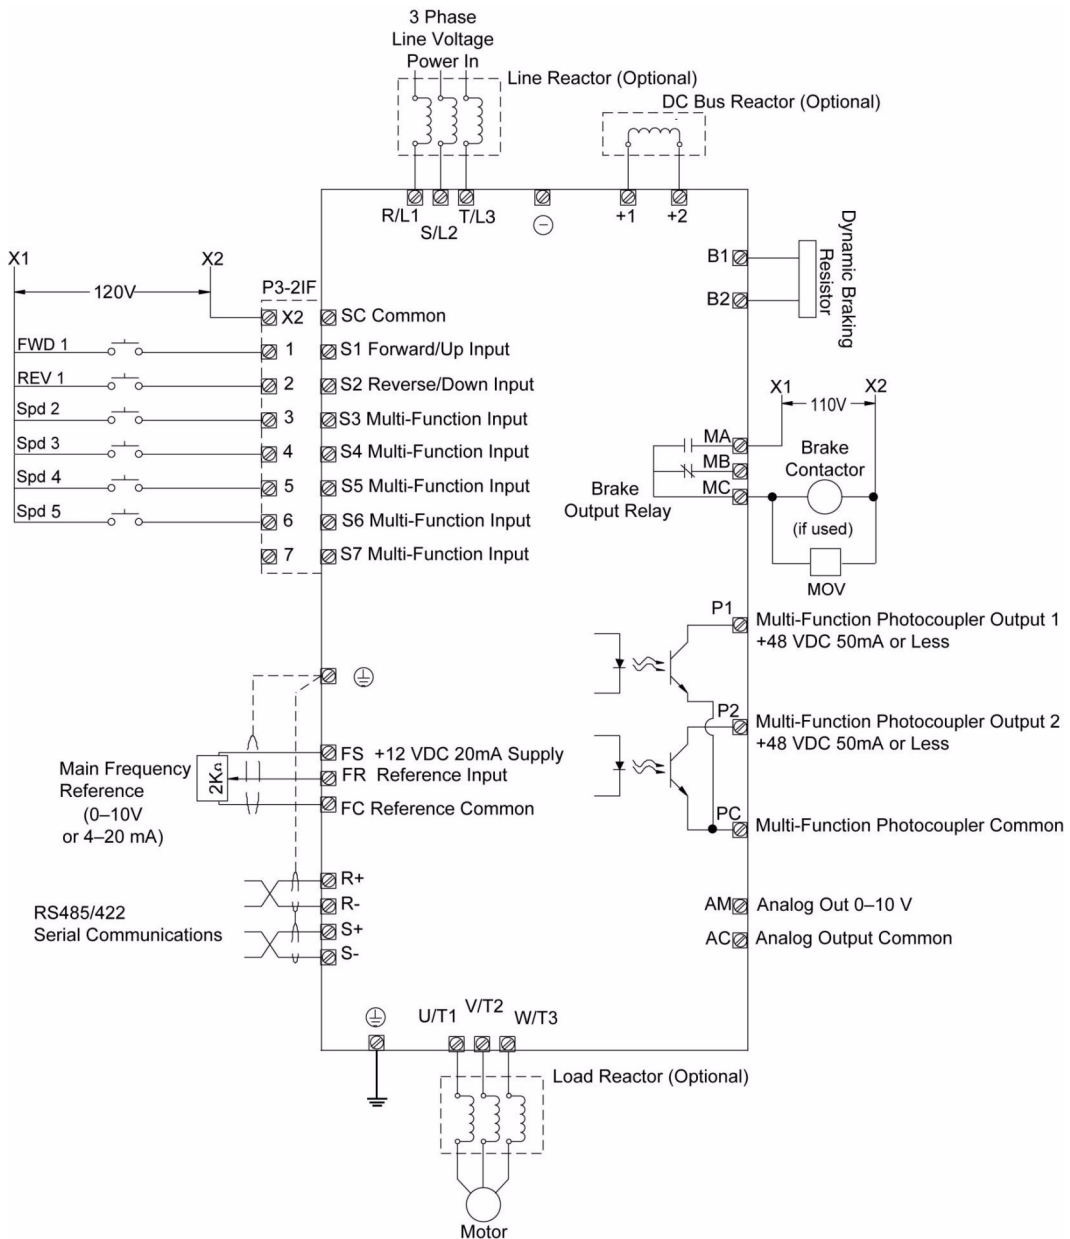 3 Phase
Line Voltage
Power In
Line Reactor (Optional)
DC Bus Reactor (Optional)
R/L1
S/L2
T/L3
+1
+2
B1
B2
Dynamic Braking
Resistor
X1
X2
120V
P3-2IF
X2
SC Common
FWD 1
1
S1 Forward/Up Input
REV 1
2
S2 Reverse/Down Input
Spd 2
3
S3 Multi-Function Input
Spd 3
4
S4 Multi-Function Input
Spd 4
5
S5 Multi-Function Input
Spd 5
6
S6 Multi-Function Input
7
S7 Multi-Function Input
X1
X2
110V
MA
MB
MC
Brake
Output Relay
Brake
Contactor
(if used)
MOV
P1
Multi-Function Photocoupler Output 1
+48 VDC 50mA or Less
P2
Multi-Function Photocoupler Output 2
+48 VDC 50mA or Less
PC
Multi-Function Photocoupler Common
Main Frequency
Reference
(0–10V
or 4–20 mA)
2KΩ
FS +12 VDC 20mA Supply
FR Reference Input
FC Reference Common
RS485/422
Serial Communications
R+
R-
S+
S-
AM
Analog Out 0–10 V
AC
Analog Output Common
U/T1
V/T2
W/T3
Load Reactor (Optional)
Motor